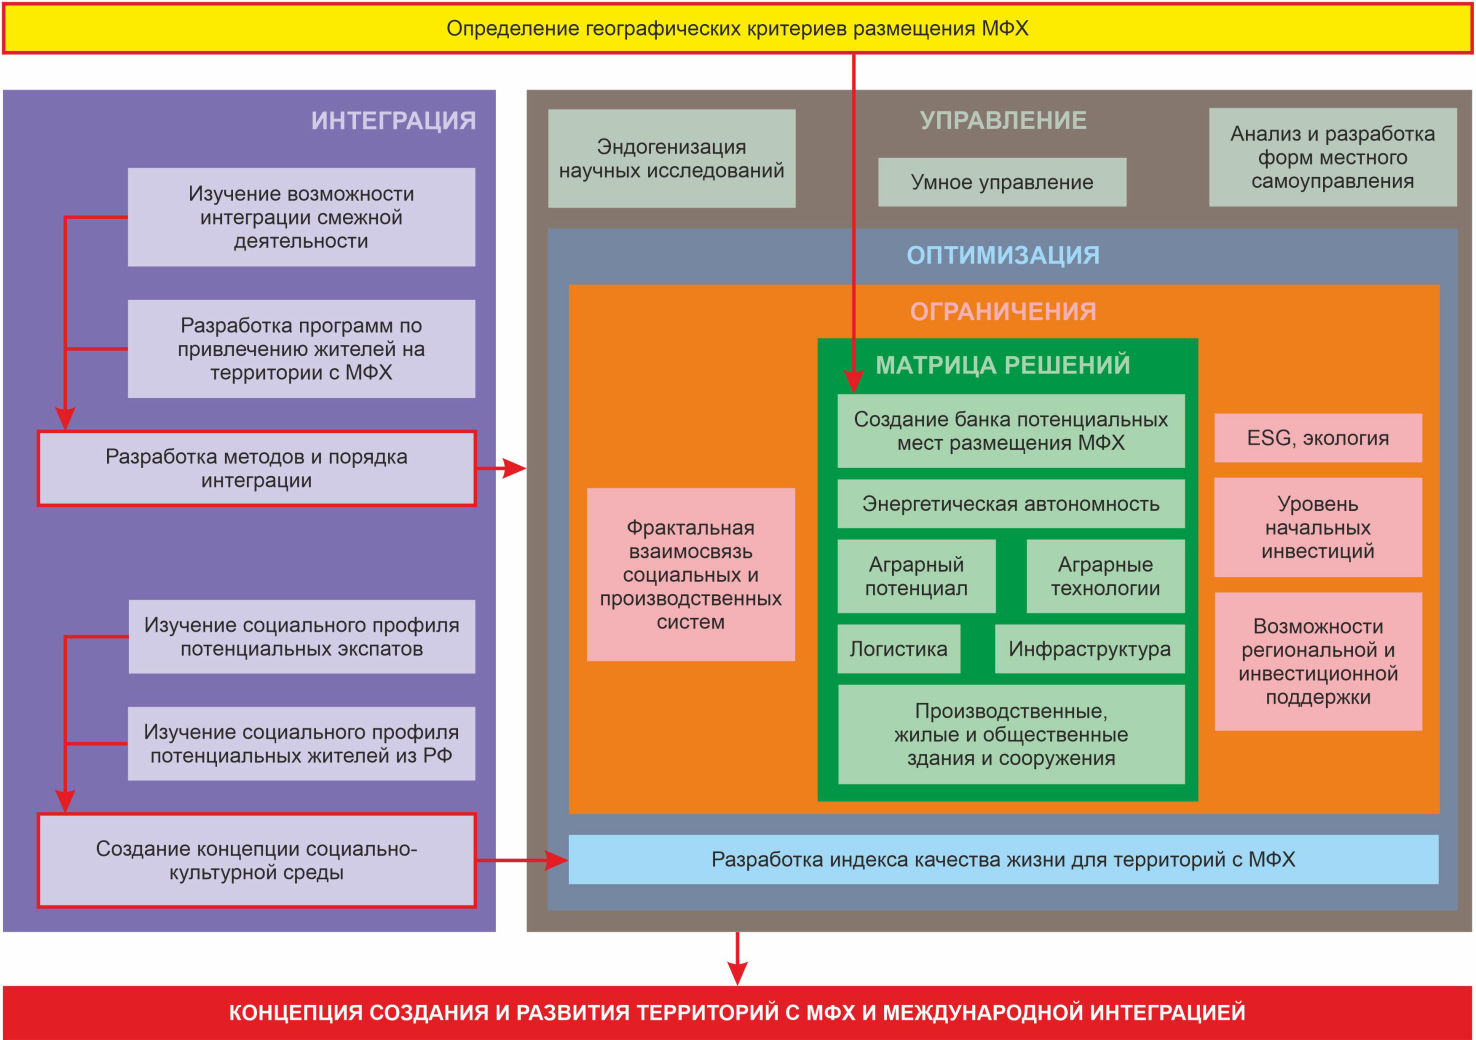 Определение географических критериев размещения МФХ
ИНТЕГРАЦИЯ
Изучение возможности
интеграции смежной
деятельности
Разработка программ по
привлечению жителей на
территории с МФХ
Разработка методов и порядка
интеграции
Изучение социального профиля
потенциальных экспатов
Изучение социального профиля
потенциальных жителей из РФ
Создание концепции социально-
культурной среды
УПРАВЛЕНИЕ
Эндогенизация
научных исследований
Умное управление
Анализ и разработка
форм местного
самоуправления
ОПТИМИЗАЦИЯ
ОГРАНИЧЕНИЯ
Фрактальная
взаимосвязь
социальных и
производственных
систем
МАТРИЦА РЕШЕНИЙ
Создание банка потенциальных
мест размещения МФХ
Энергетическая автономность
Аграрный
потенциал
Аграрные
технологии
Логистика
Инфраструктура
Производственные,
жилые и общественные
здания и сооружения
ESG, экология
Уровень
начальных
инвестиций
Возможности
региональной и
инвестиционной
поддержки
Разработка индекса качества жизни для территорий с МФХ
КОНЦЕПЦИЯ СОЗДАНИЯ И РАЗВИТИЯ ТЕРРИТОРИЙ С МФХ И МЕЖДУНАРОДНОЙ ИНТЕГРАЦИЕЙ